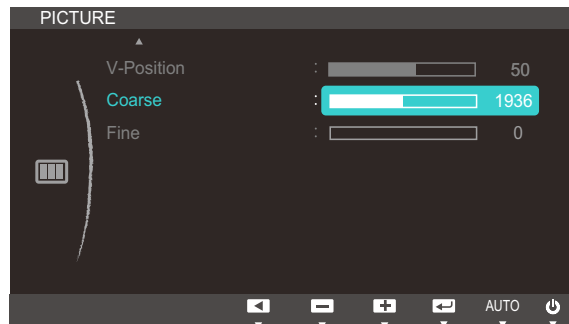 PICTURE
V-Position : 50
Coarse : 1936
Fine : 0
AUTO